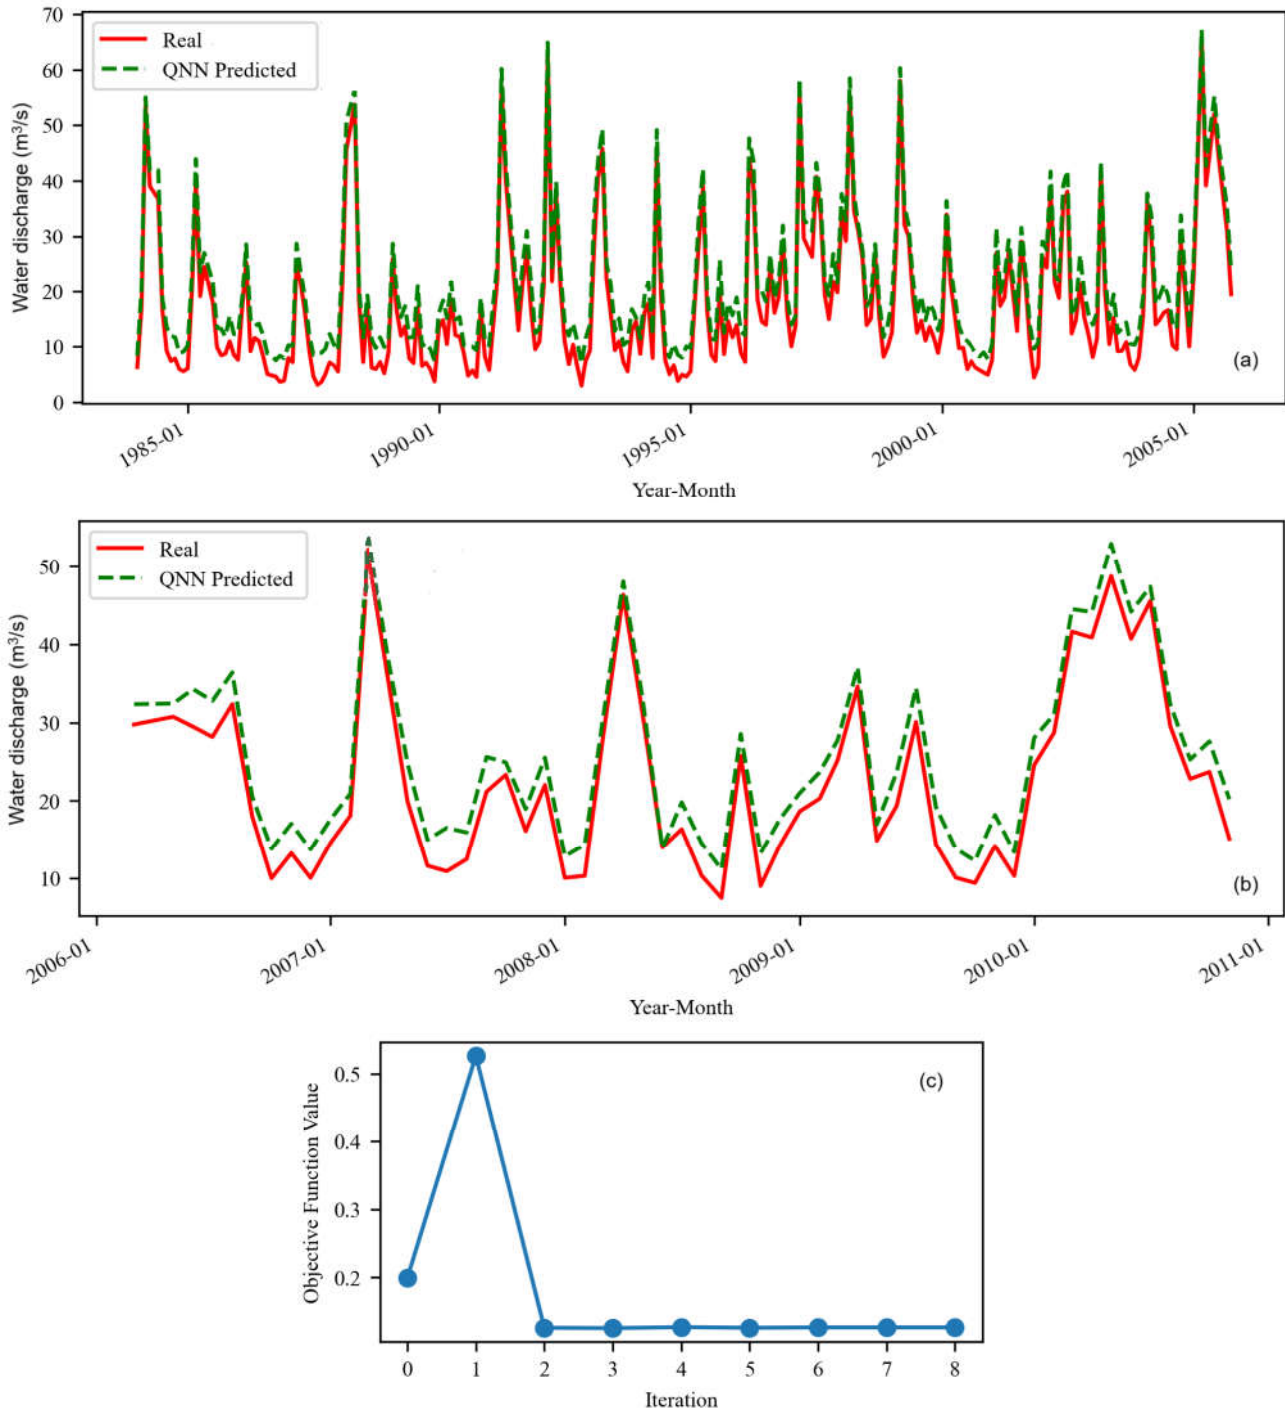 70
60
50
40
30
20
10
0
Water discharge (m³/s)
Real
QNN Predicted
(a)
1985-01
1990-01
1995-01
2000-01
2005-01
Year-Month
50
40
30
20
10
Water discharge (m³/s)
Real
QNN Predicted
(b)
2006-01
2007-01
2008-01
2009-01
2010-01
2011-01
Year-Month
0.5
0.4
0.3
0.2
Objective Function Value
(c)
0 1 2 3 4 5 6 7 8
Iteration